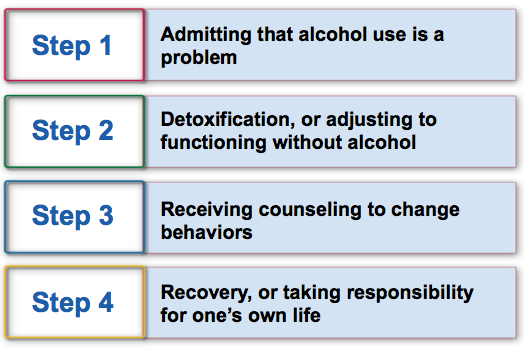 Step 1
Admitting that alcohol use is a
problem
Step 2
Detoxification, or adjusting to
functioning without alcohol
Step 3
Receiving counseling to change
behaviors
Step 4
Recovery, or taking responsibility
for one’s own life